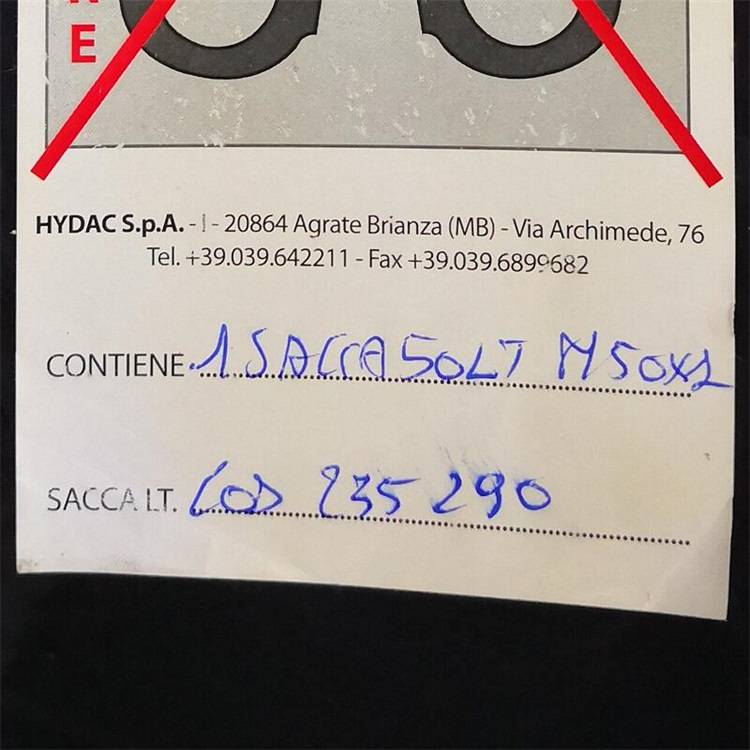 E
HYDAC S.p.A. - I - 20864 Agrate Brianza (MB) - Via Archimede, 76
Tel. +39.039.642211 - Fax +39.039.6899682
CONTIENE 1 SACCA 50LT M50X2
SACCA LT. COD 235290